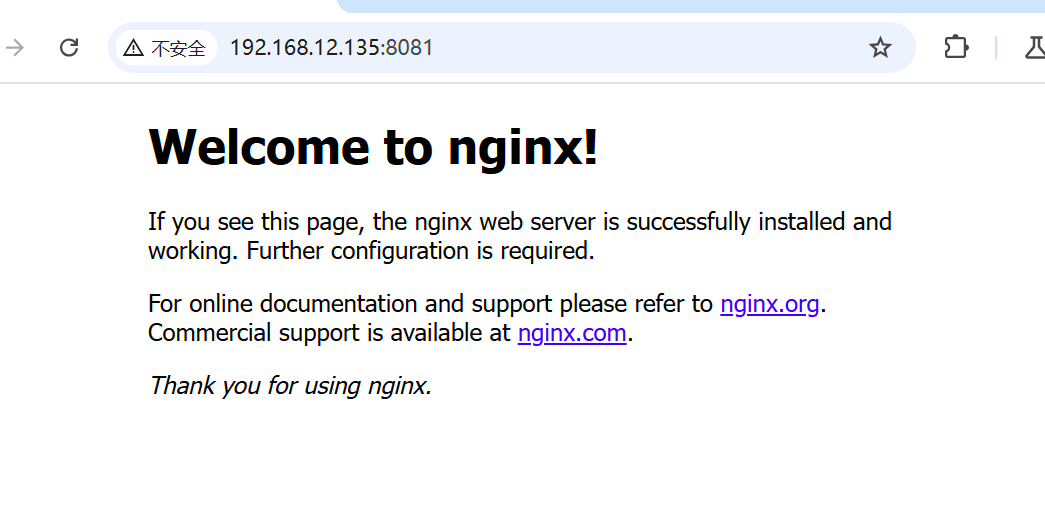 不安全 192.168.12.135:8081
Welcome to nginx!
If you see this page, the nginx web server is successfully installed and
working. Further configuration is required.
For online documentation and support please refer to nginx.org.
Commercial support is available at nginx.com.
Thank you for using nginx.